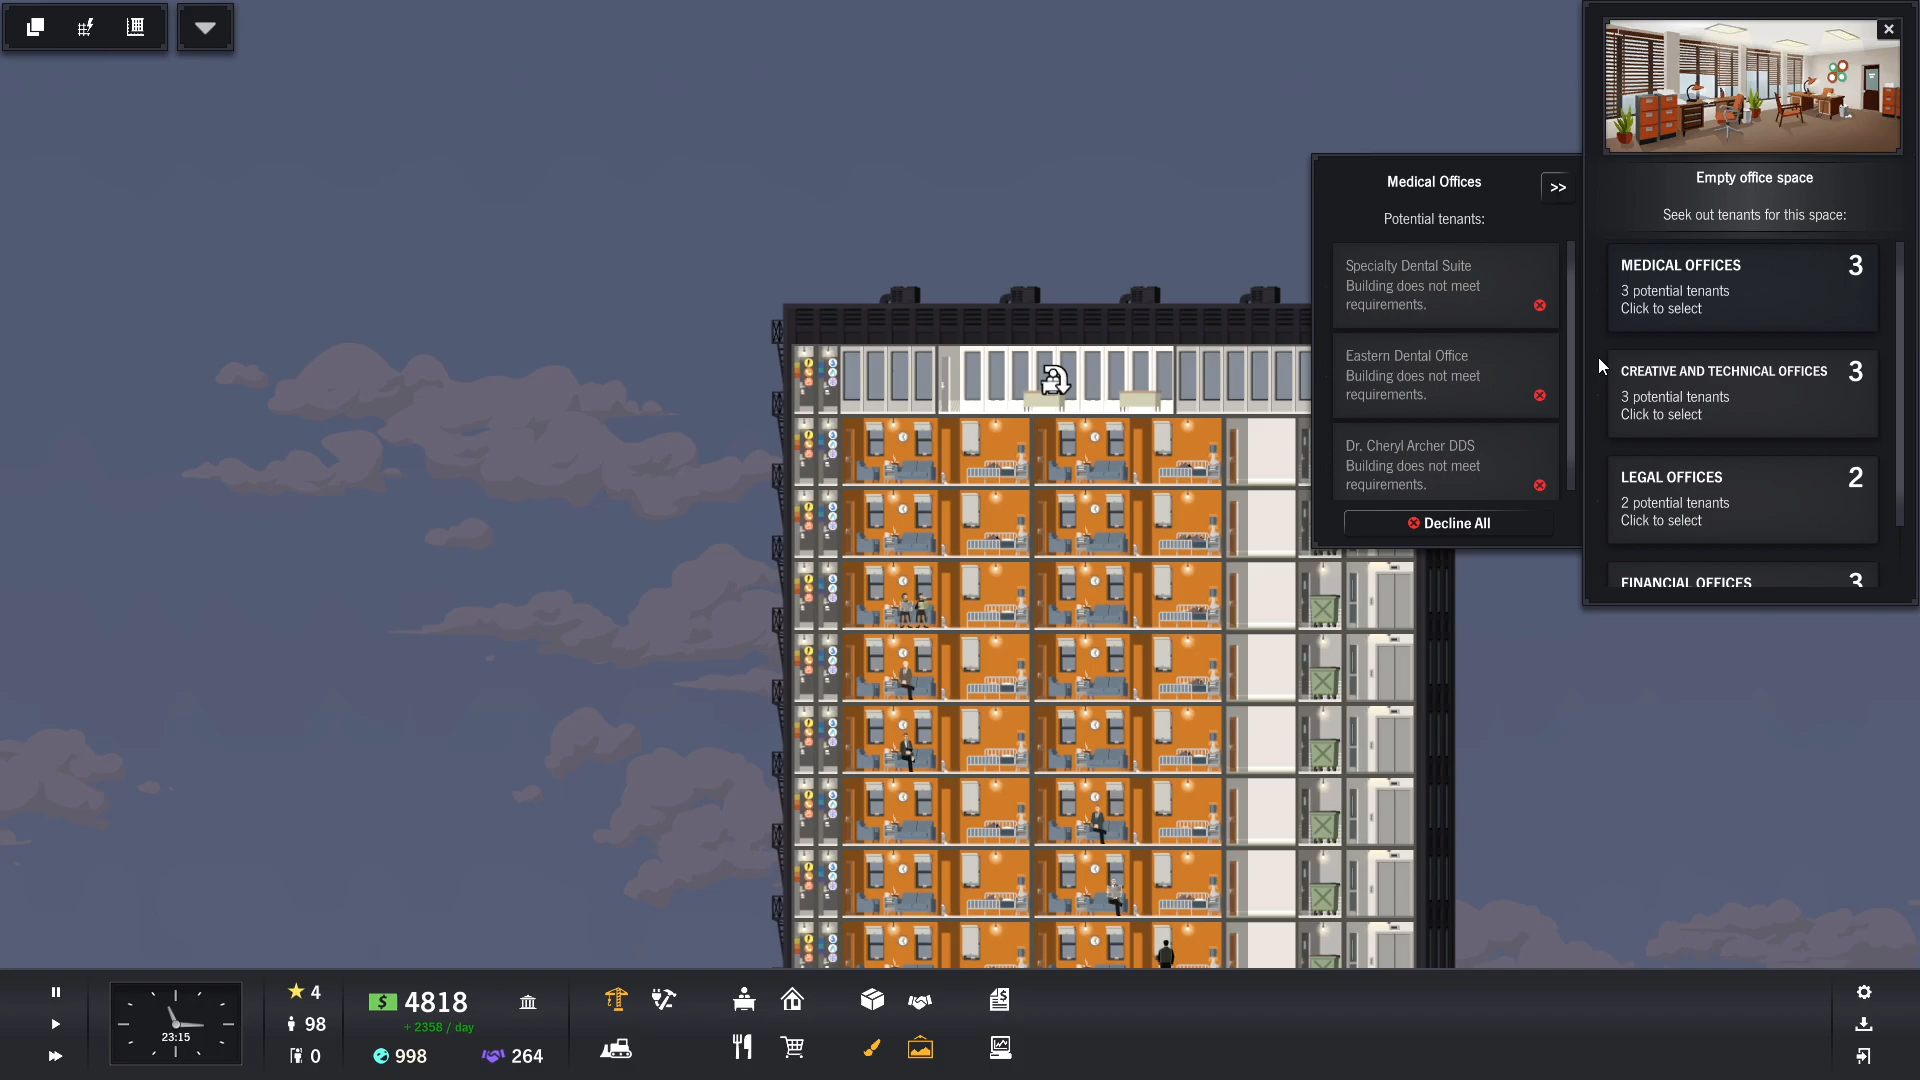 Empty office space
Seek out tenants for this space:
MEDICAL OFFICES 3
3 potential tenants
Click to select
CREATIVE AND TECHNICAL OFFICES 3
3 potential tenants
Click to select
LEGAL OFFICES 2
2 potential tenants
Click to select
FINANCIAL OFFICES 3
Medical Offices
>>
Potential tenants:
Specialty Dental Suite
Building does not meet
requirements.
Eastern Dental Office
Building does not meet
requirements.
Dr. Cheryl Archer DDS
Building does not meet
requirements.
Decline All
23:15
4
98
0
$ 4818
+ 2358 / day
998
264